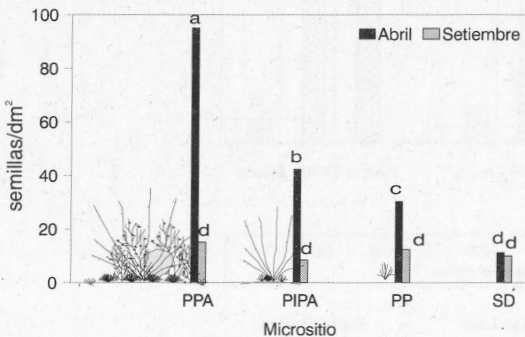 100
80
60
40
20
0
semillas/dm²
Abril
Setiembre
a
d
b
d
c
d
d d
PPA
PIPA
PP
SD
Micrositio